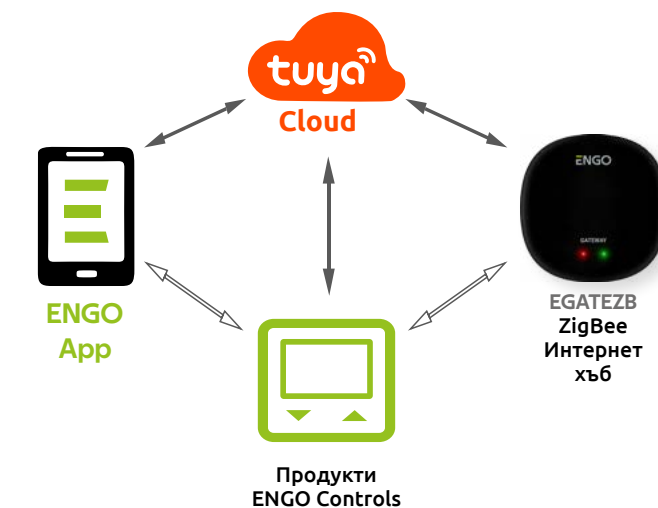 tuya
Cloud
ENGO
GATEWAY
ENGO
App
EGATEZB
ZigBee
Интернет
хъб
Продукти
ENGO Controls